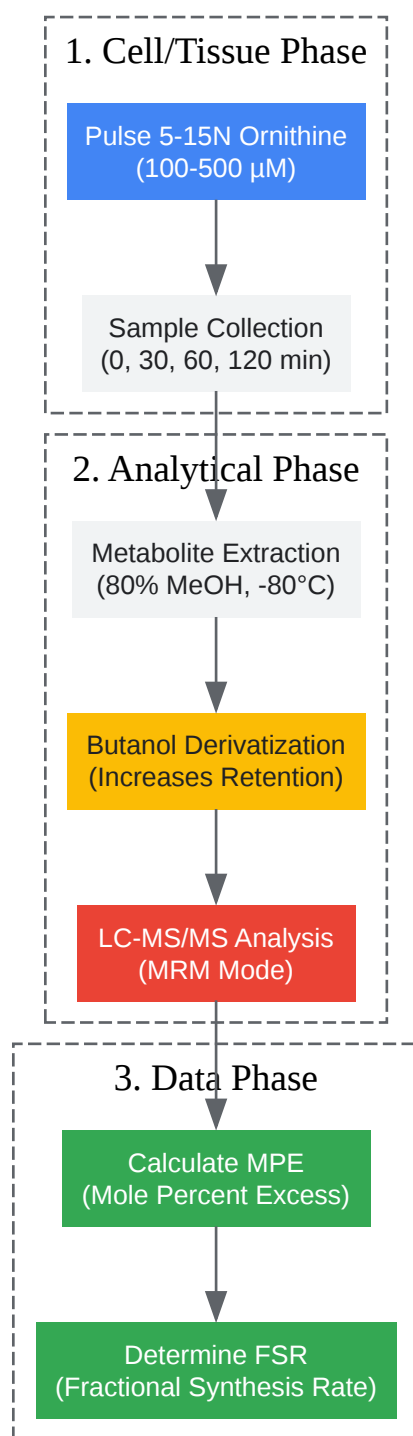 1. Cell/Tissue Phase
Pulse 5-15N Ornithine
(100-500 µM)
Sample Collection
(0, 30, 60, 120 min)
2. Analytical Phase
Metabolite Extraction
(80% MeOH, -80°C)
Butanol Derivatization
(Increases Retention)
LC-MS/MS Analysis
(MRM Mode)
3. Data Phase
Calculate MPE
(Mole Percent Excess)
Determine FSR
(Fractional Synthesis Rate)